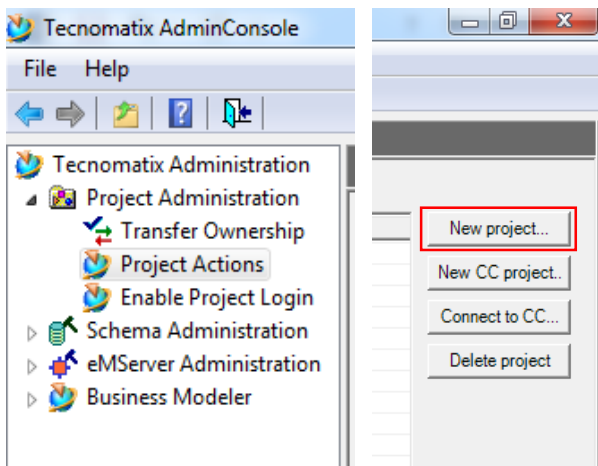 Tecnomatix AdminConsole
File Help
Tecnomatix Administration
Project Administration
Transfer Ownership
Project Actions
Enable Project Login
Schema Administration
eMServer Administration
Business Modeler
New project...
New CC project..
Connect to CC...
Delete project